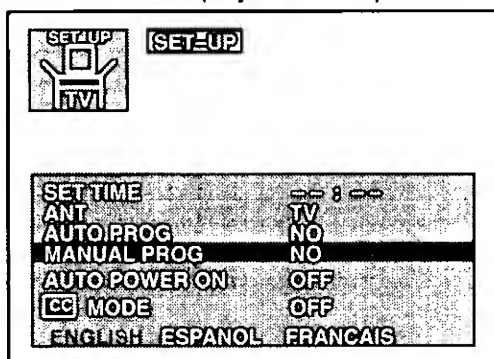 SET-UP SET-UP
TV
SET TIME -- : --
ANT TV
AUTO PROG NO
MANUAL PROG NO
AUTO POWER ON OFF
CC MODE OFF
ENGLISH ESPANOL FRANCAIS